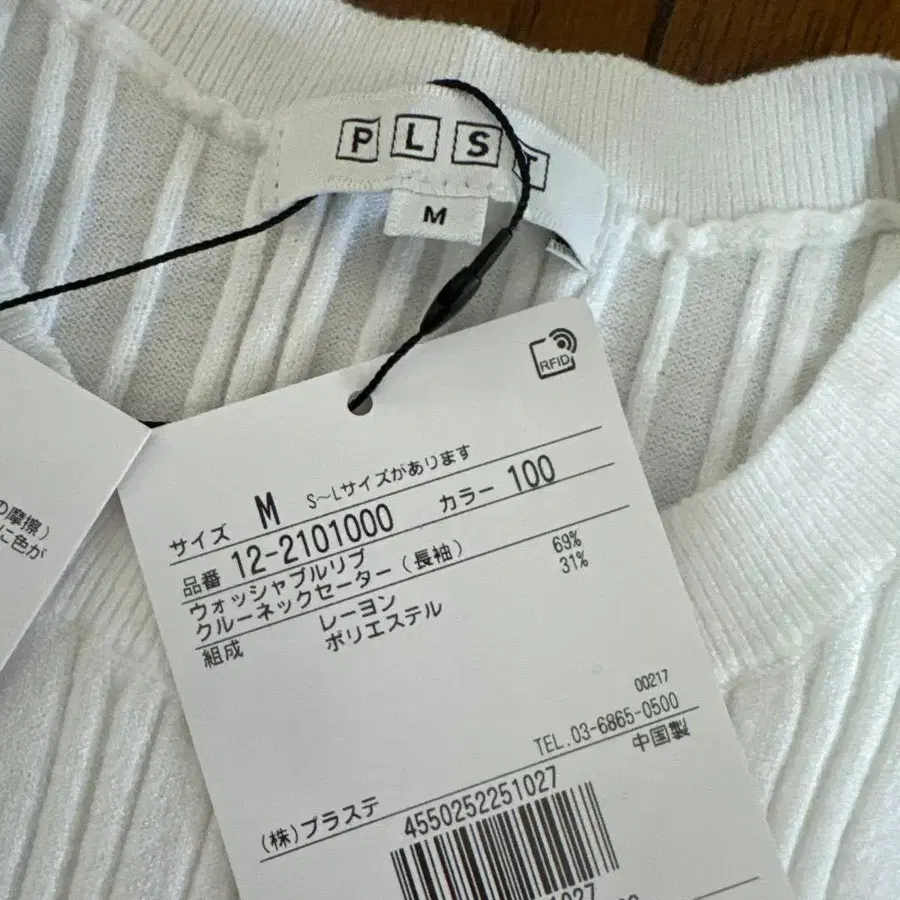 PLST
M
RFID
サイズ M S～Lサイズがあります
品番 12-2101000 カラー 100
ウォッシャブルリブ
クルーネックセーター(長袖)
組成 レーヨン 69%
ポリエステル 31%
00217
TEL.03-6865-0500
中国製
(株)プラステ
4550252251027
の摩擦)
に色が